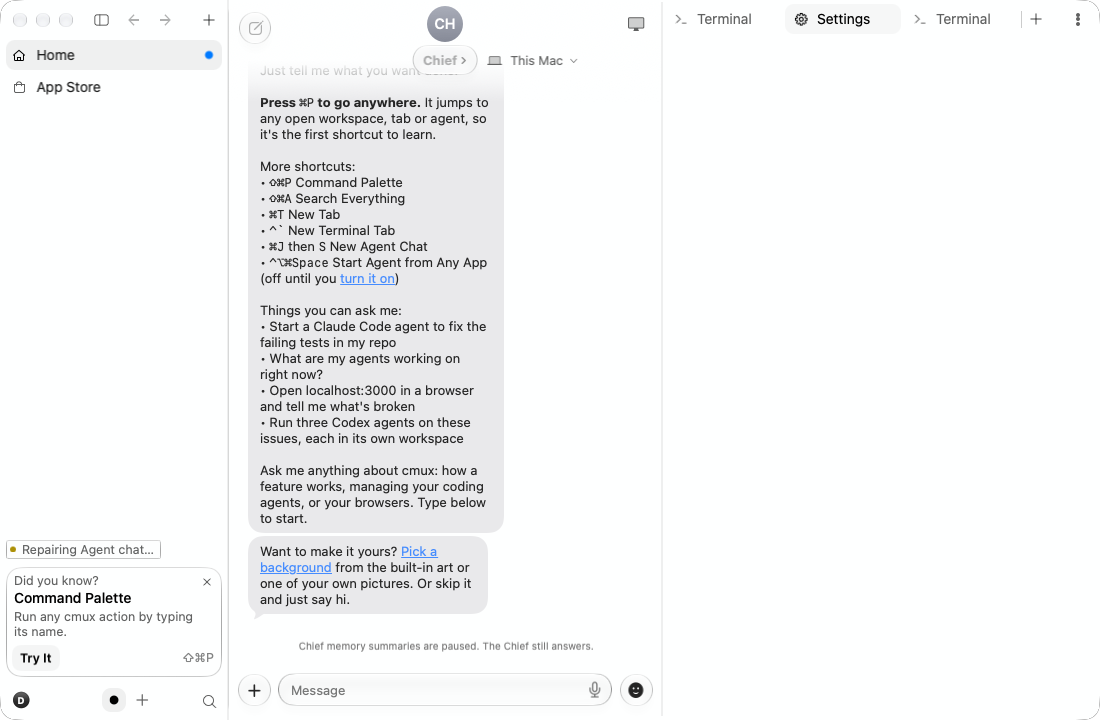 Home
App Store
Repairing Agent chat...
Did you know?
Command Palette
Run any cmux action by typing
its name.
Try It
⇧⌘P
D
CH
Chief ›
This Mac
Just tell me what you want done.
Press ⌘P to go anywhere. It jumps to
any open workspace, tab or agent, so
it's the first shortcut to learn.
More shortcuts:
• ⇧⌘P Command Palette
• ⇧⌘A Search Everything
• ⌘T New Tab
• ^` New Terminal Tab
• ⌘J then S New Agent Chat
• ^⌥⌘Space Start Agent from Any App
(off until you turn it on)
Things you can ask me:
• Start a Claude Code agent to fix the
failing tests in my repo
• What are my agents working on
right now?
• Open localhost:3000 in a browser
and tell me what's broken
• Run three Codex agents on these
issues, each in its own workspace
Ask me anything about cmux: how a
feature works, managing your coding
agents, or your browsers. Type below
to start.
Want to make it yours? Pick a
background from the built-in art or
one of your own pictures. Or skip it
and just say hi.
Chief memory summaries are paused. The Chief still answers.
Message
Terminal
Settings
Terminal